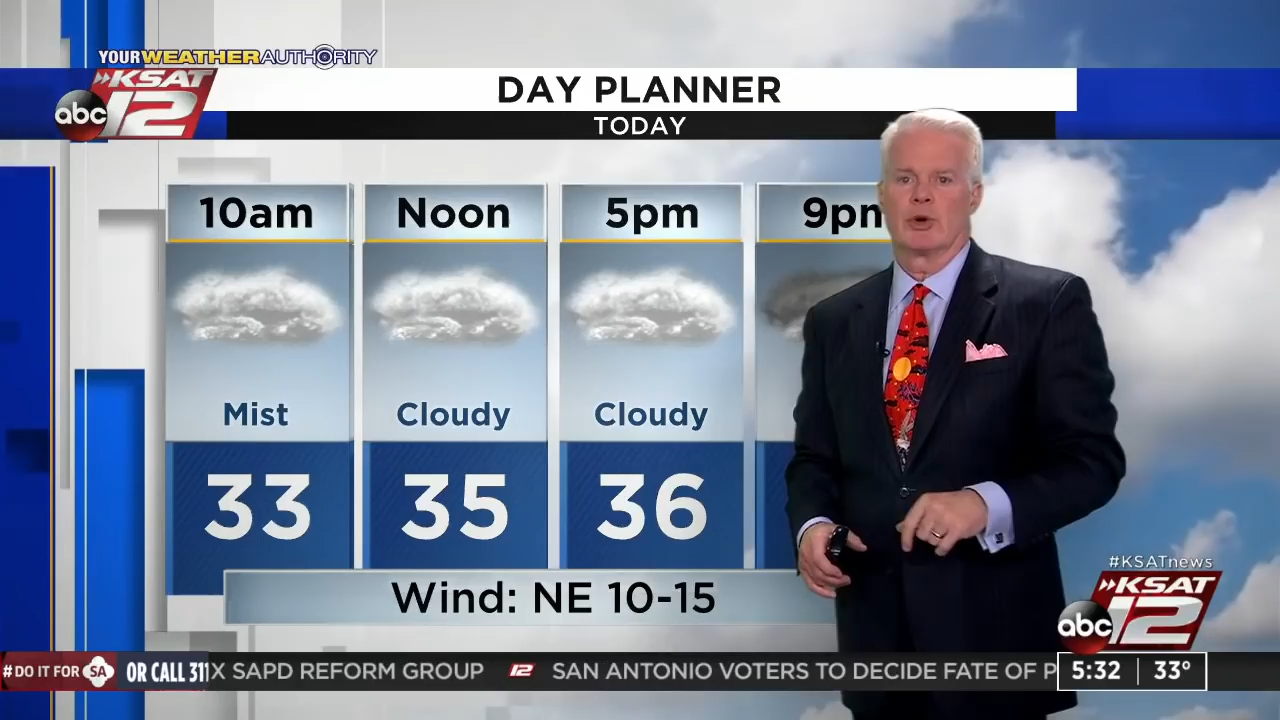 YOUR WEATHER AUTHORITY
KSAT
abc 12
DAY PLANNER
TODAY
10am
Noon
5pm
Mist
Cloudy
Cloudy
33
35
36
Wind: NE 10-15
#KSATnews
KSAT
abc 12
#DO IT FOR SA
OR CALL 311
X SAPD REFORM GROUP 12 SAN ANTONIO VOTERS TO DECIDE FATE OF P
5:32 33°